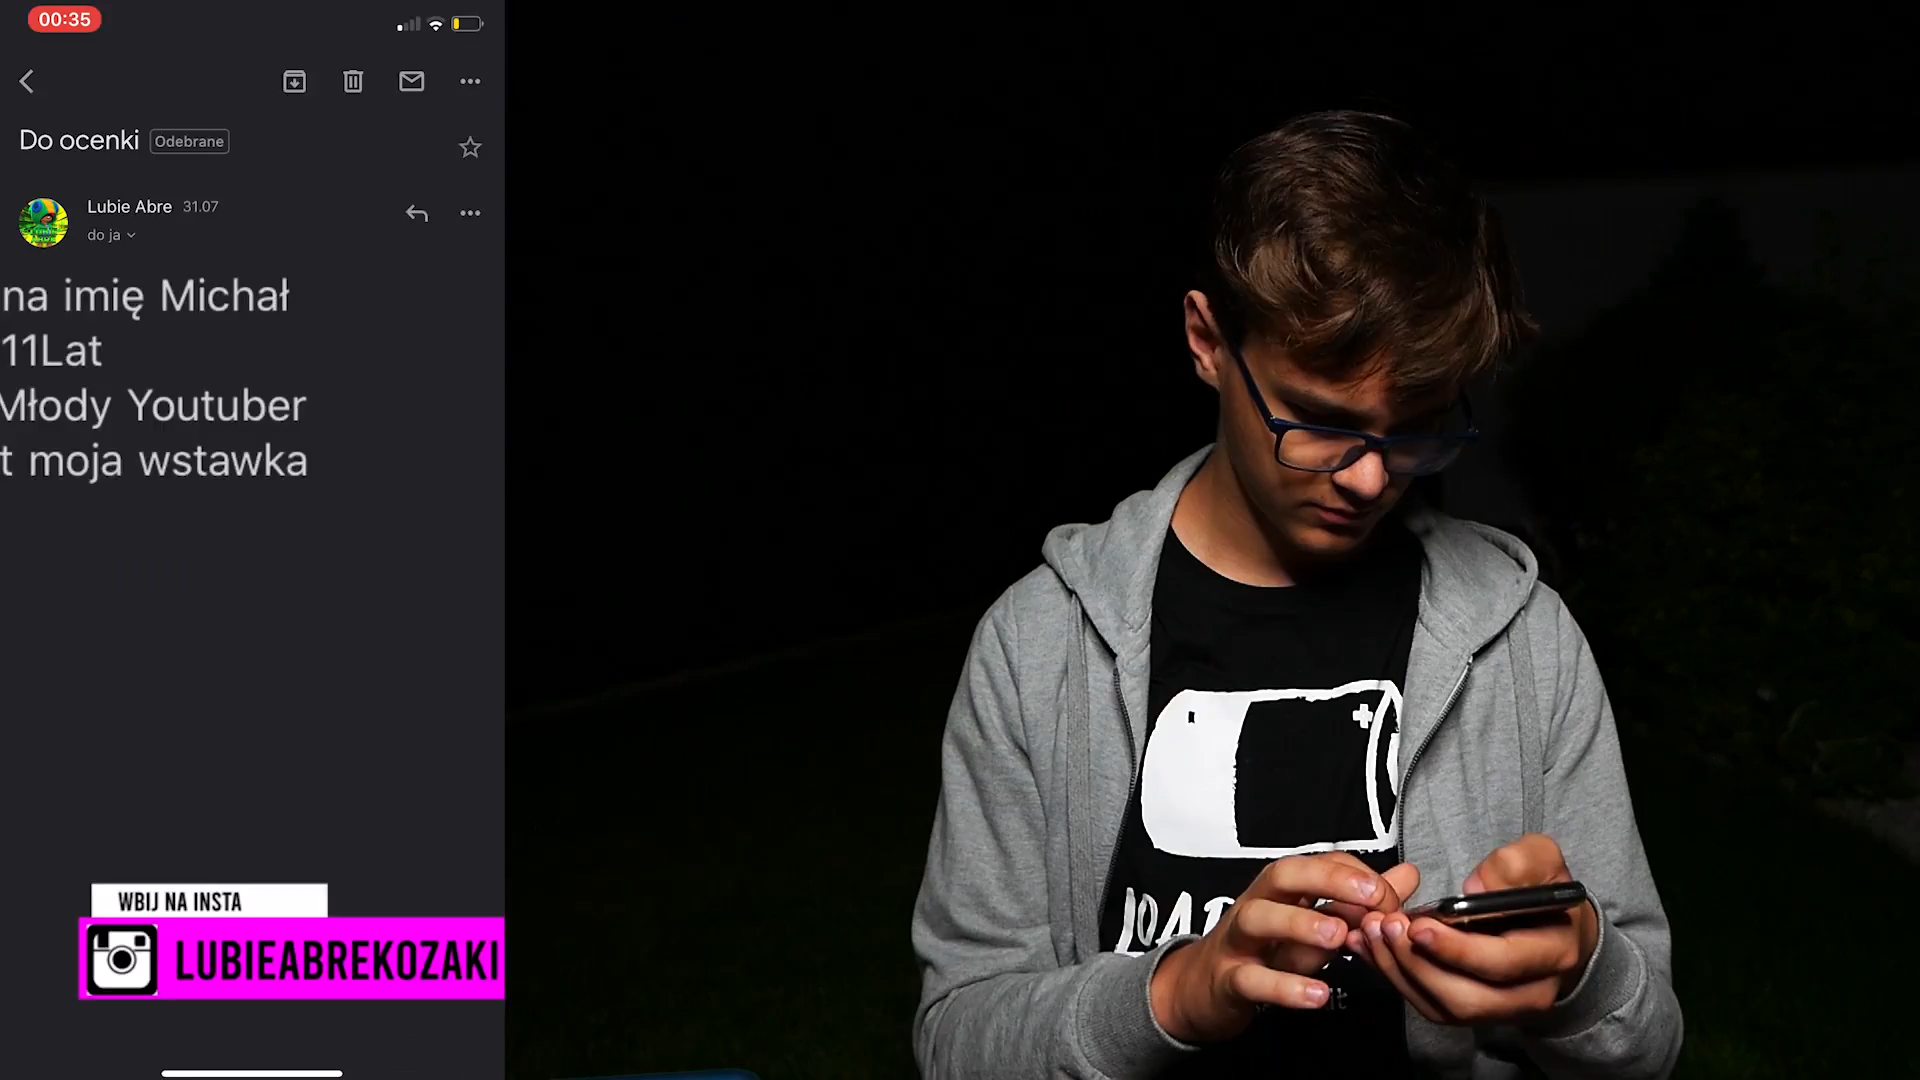 00:35
Do ocenki Odebrane
Lubie Abre 31.07
do ja
na imię Michał
11Lat
Młody Youtuber
t moja wstawka
WBIJ NA INSTA
LUBIEABREKOZAKI